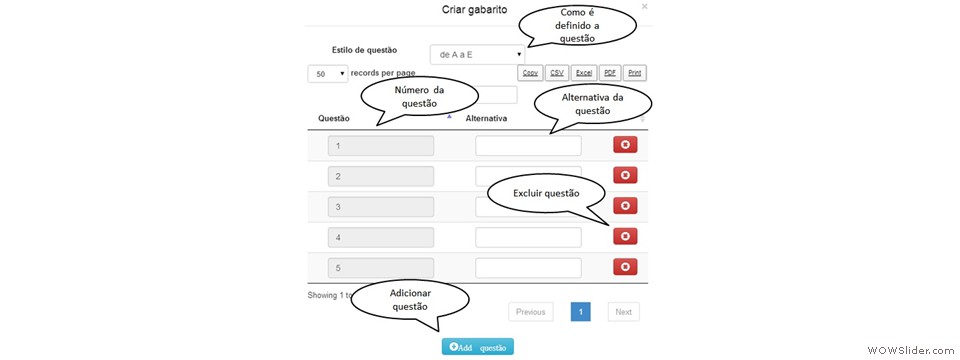 Criar gabarito
×
Como é
definido a
questão
Estilo de questão
de A a E
50 records per page
Copy CSV Excel PDF Print
Número da
questão
Alternativa da
questão
Questão Alternativa
1
2
Excluir questão
3
4
5
Adicionar
questão
Showing 1 to
Previous 1 Next
Add questão
WOWSlider.com